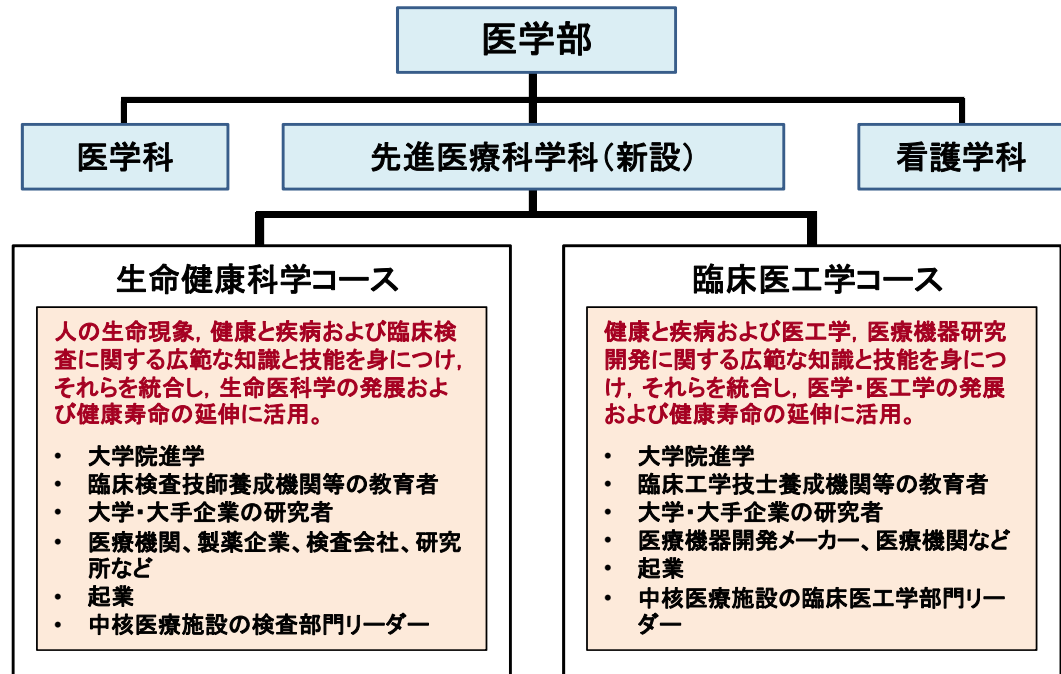 医学部
医学科
先進医療科学科（新設）
看護学科
生命健康科学コース
人の生命現象，健康と疾病および臨床検
査に関する広範な知識と技能を身につけ，
それらを統合し，生命医科学の発展およ
び健康寿命の延伸に活用。
・ 大学院進学
・ 臨床検査技師養成機関等の教育者
・ 大学・大手企業の研究者
・ 医療機関、製薬企業、検査会社、研究
所など
・ 起業
・ 中核医療施設の検査部門リーダー
臨床医工学コース
健康と疾病および医工学，医療機器研究
開発に関する広範な知識と技能を身につ
け，それらを統合し，医学・医工学の発展
および健康寿命の延伸に活用。
・ 大学院進学
・ 臨床工学技士養成機関等の教育者
・ 大学・大手企業の研究者
・ 医療機器開発メーカー、医療機関など
・ 起業
・ 中核医療施設の臨床医工学部門リー
ダー